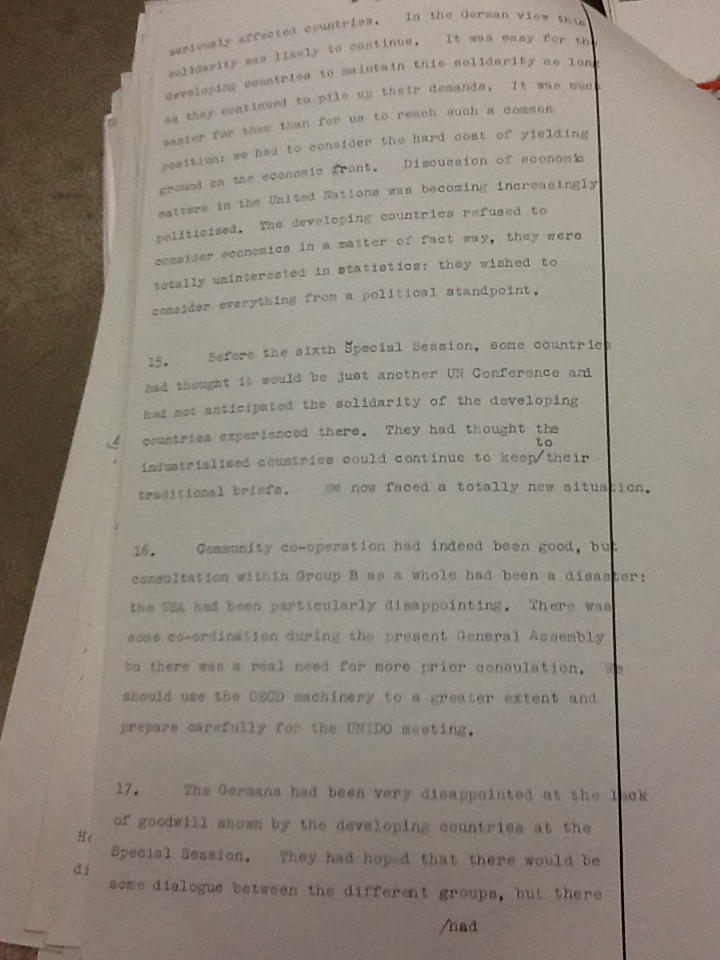 seriously affected countries. In the German view this
solidarity was likely to continue. It was easy for the
developing countries to maintain this solidarity as long
as they continued to pile up their demands. It was much
easier for them than for us to reach such a common
position: we had to consider the hard cost of yielding
ground on the economic front. Discussion of economic
matters in the United Nations was becoming increasingly
politicised. The developing countries refused to
consider economics in a matter of fact way, they were
totally uninterested in statistics: they wished to
consider everything from a political standpoint.
15. Before the sixth Special Session, some countries
had thought it would be just another UN Conference and
had not anticipated the solidarity of the developing
countries experienced there. They had thought the
to
industrialised countries could continue to keep/their
traditional briefs. We now faced a totally new situation.
16. Community co-operation had indeed been good, but
consultation within Group B as a whole had been a disaster:
the USA had been particularly disappointing. There was
some co-ordination during the present General Assembly
bu there was a real need for more prior consulation. We
should use the OECD machinery to a greater extent and
prepare carefully for the UNIDO meeting.
17. The Germans had been very disappointed at the lack
of goodwill shown by the developing countries at the
Special Session. They had hoped that there would be
some dialogue between the different groups, but there
/had
He
di